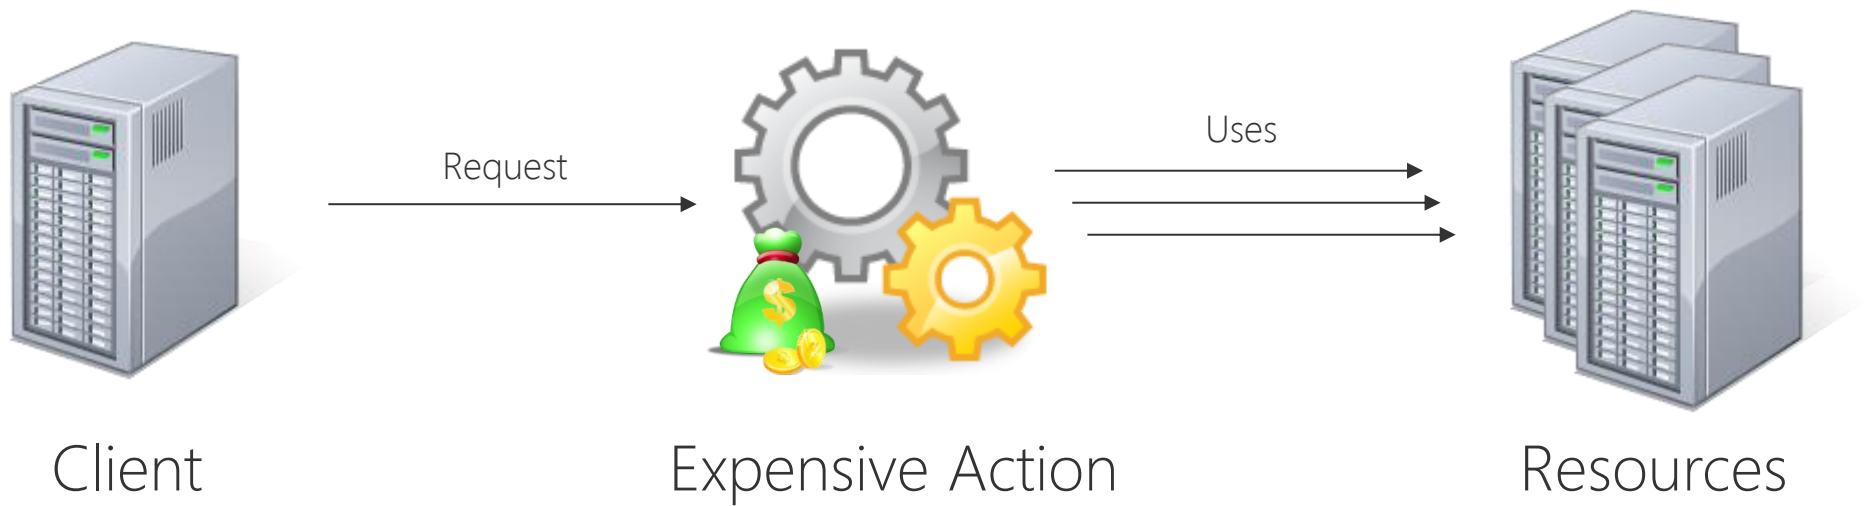 Request
Uses
$
Client
Expensive Action
Resources